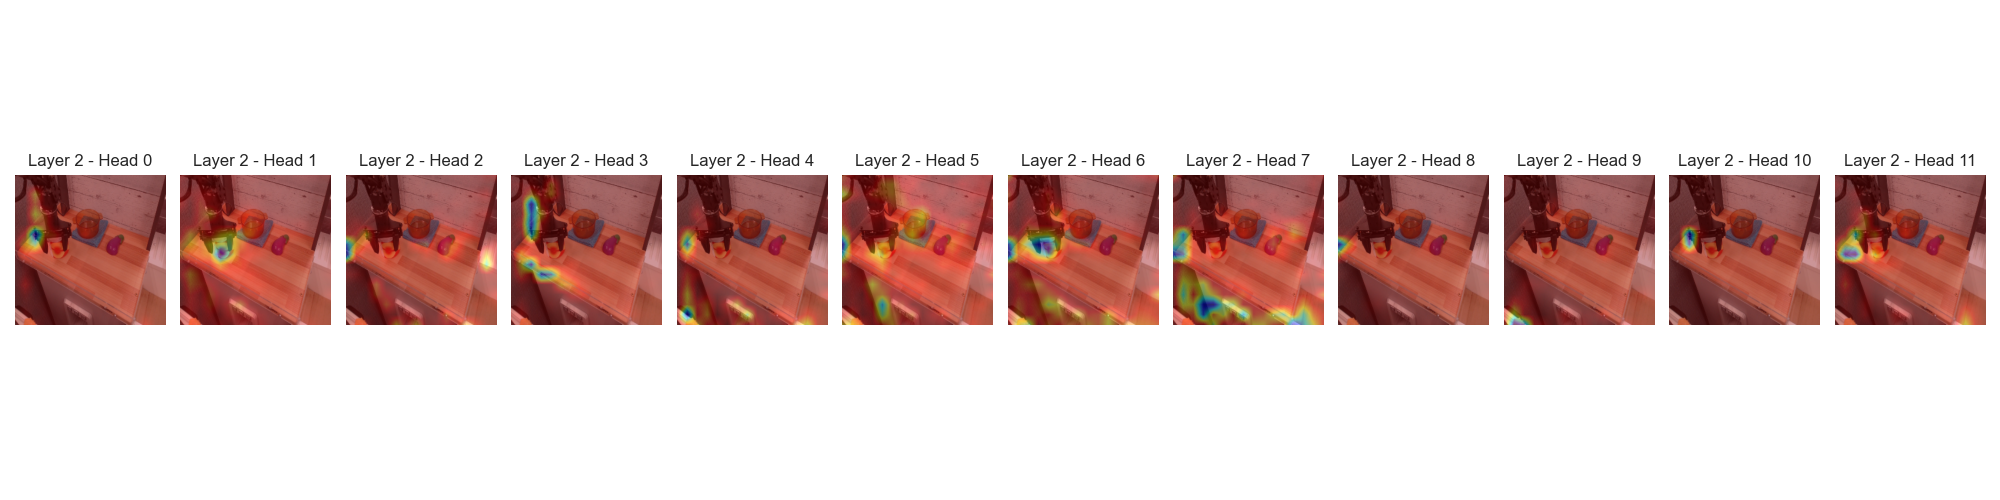 Layer 2 - Head 0
Layer 2 - Head 1
Layer 2 - Head 2
Layer 2 - Head 3
Layer 2 - Head 4
Layer 2 - Head 5
Layer 2 - Head 6
Layer 2 - Head 7
Layer 2 - Head 8
Layer 2 - Head 9
Layer 2 - Head 10
Layer 2 - Head 11